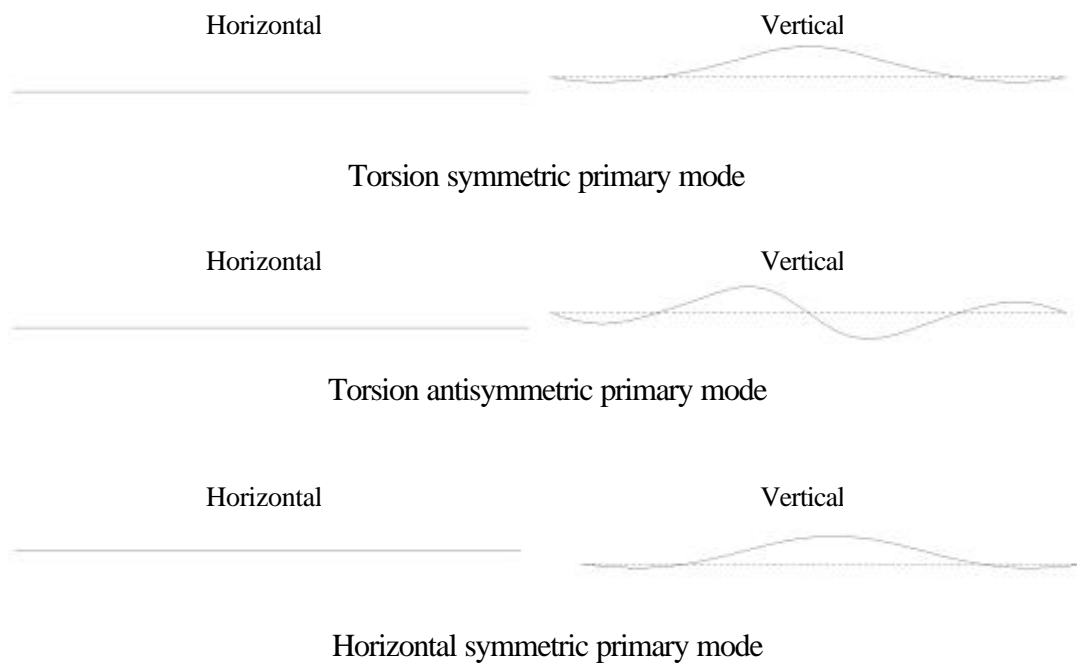 Horizontal Vertical
Torsion symmetric primary mode
Horizontal Vertical
Torsion antisymmetric primary mode
Horizontal Vertical
Horizontal symmetric primary mode